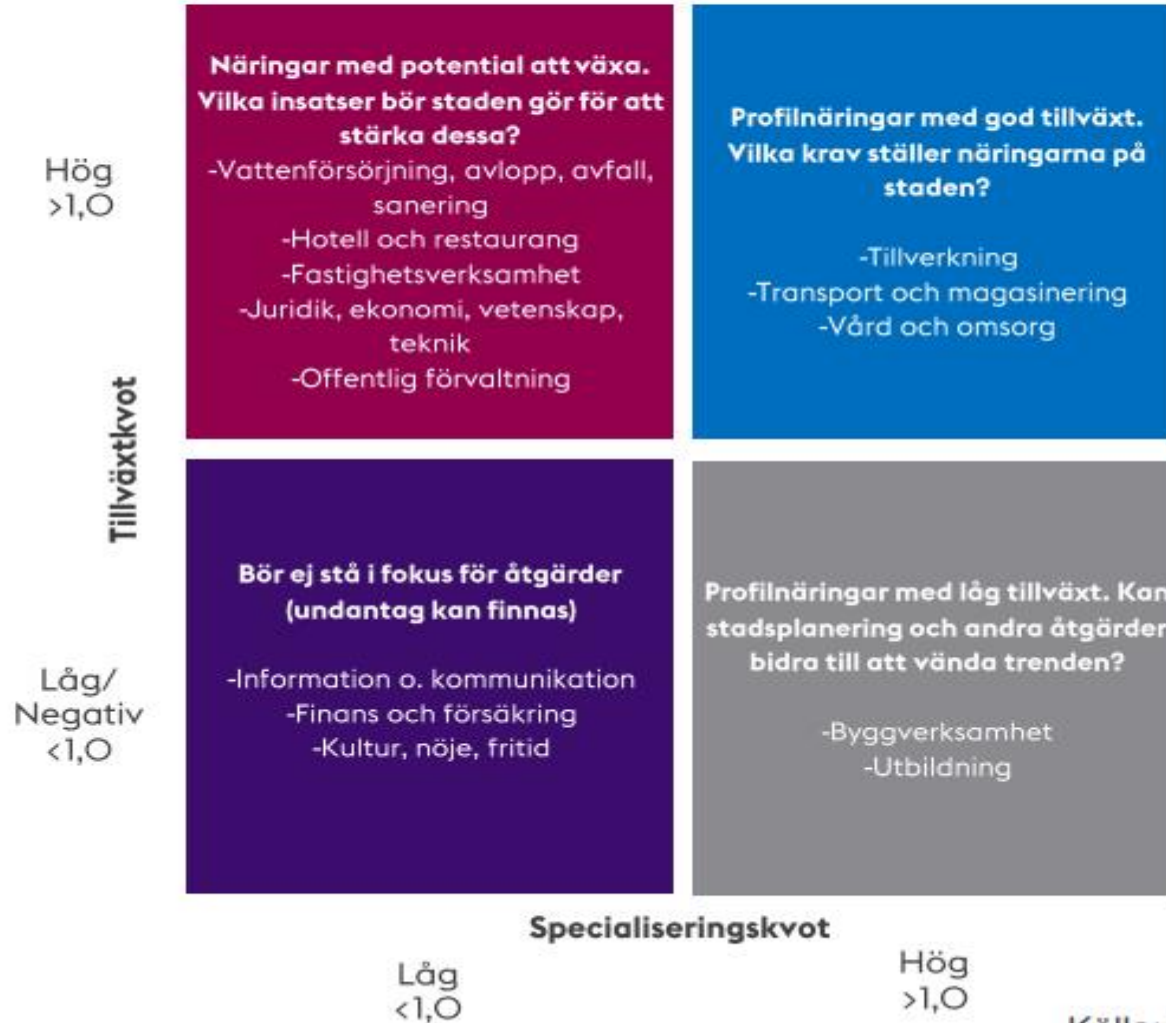 Näringar med potential att växa.
Vilka insatser bör staden gör för att
stärka dessa?
-Vattenförsörjning, avlopp, avfall,
sanering
-Hotell och restaurang
-Fastighetsverksamhet
-Juridik, ekonomi, vetenskap,
teknik
-Offentlig förvaltning
Profilnäringar med god tillväxt.
Vilka krav ställer näringarna på
staden?
-Tillverkning
-Transport och magasinering
-Vård och omsorg
Hög
>1,0
Tillväxtkvot
Bör ej stå i fokus för åtgärder
(undantag kan finnas)
-Information o. kommunikation
-Finans och försäkring
-Kultur, nöje, fritid
Profilnäringar med låg tillväxt. Kan
stadsplanering och andra åtgärder
bidra till att vända trenden?
-Byggverksamhet
-Utbildning
Låg/
Negativ
<1,0
Specialiseringskvot
Låg
<1,0
Hög
>1,0